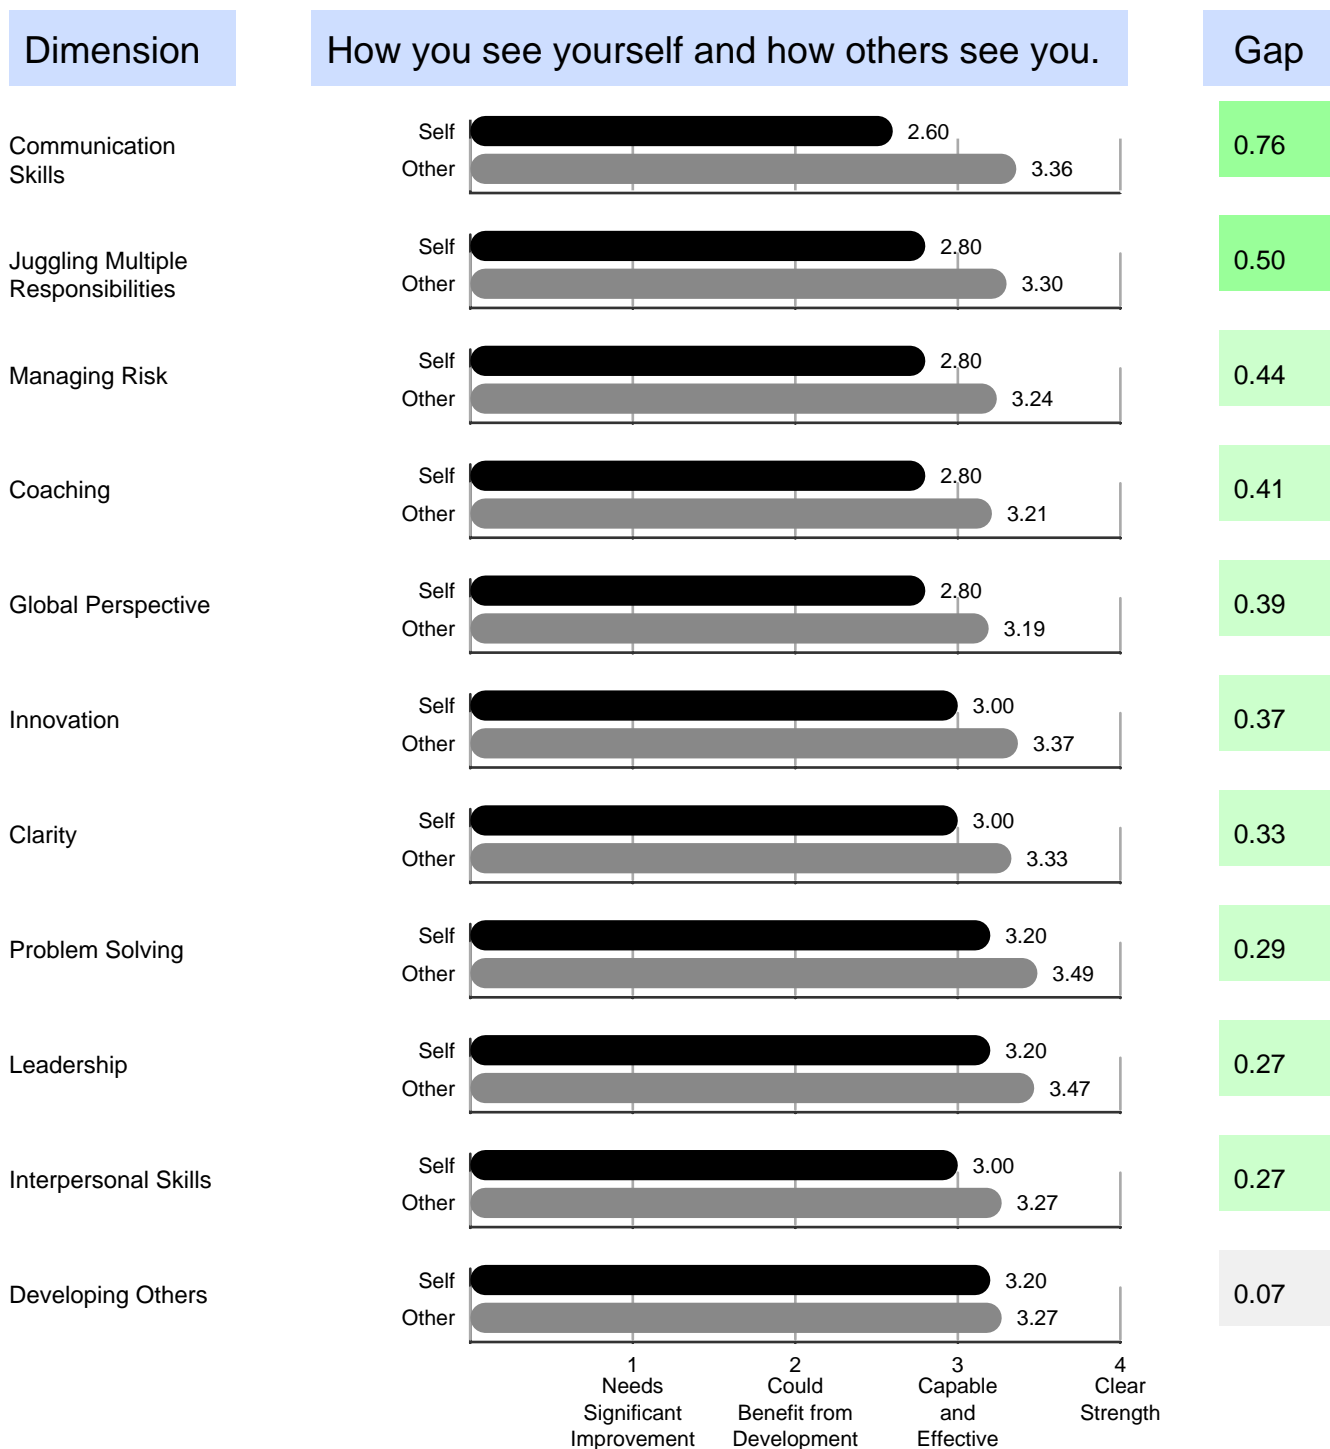 Dimension
How you see yourself and how others see you.
Gap
Communication
Skills
Self
2.60
Other
3.36
0.76
Juggling Multiple
Responsibilities
Self
2.80
Other
3.30
0.50
Managing Risk
Self
2.80
Other
3.24
0.44
Coaching
Self
2.80
Other
3.21
0.41
Global Perspective
Self
2.80
Other
3.19
0.39
Innovation
Self
3.00
Other
3.37
0.37
Clarity
Self
3.00
Other
3.33
0.33
Problem Solving
Self
3.20
Other
3.49
0.29
Leadership
Self
3.20
Other
3.47
0.27
Interpersonal Skills
Self
3.00
Other
3.27
0.27
Developing Others
Self
3.20
Other
3.27
0.07
1
Needs
Significant
Improvement
2
Could
Benefit from
Development
3
Capable
and
Effective
4
Clear
Strength